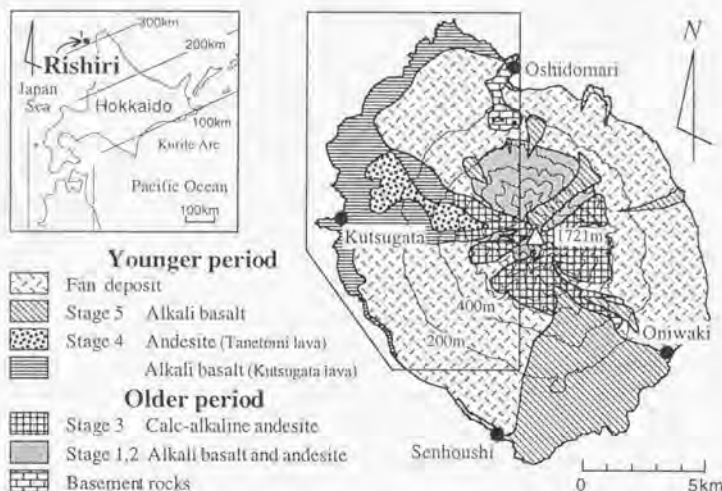 300km
200km
Rishiri
Japan
Sea
Hokkaido
100km
Kurile Arc
Pacific Ocean
100km
N
Oshidomari
Kutsugata
1721m
400m
200m
Oniwaki
Senhoushi
0 5km
Younger period
Fan deposit
Stage 5 Alkali basalt
Stage 4 Andesite (Tanetomi lava)
Alkali basalt (Kutsugata lava)
Older period
Stage 3 Calc-alkaline andesite
Stage 1,2 Alkali basalt and andesite
Basement rocks